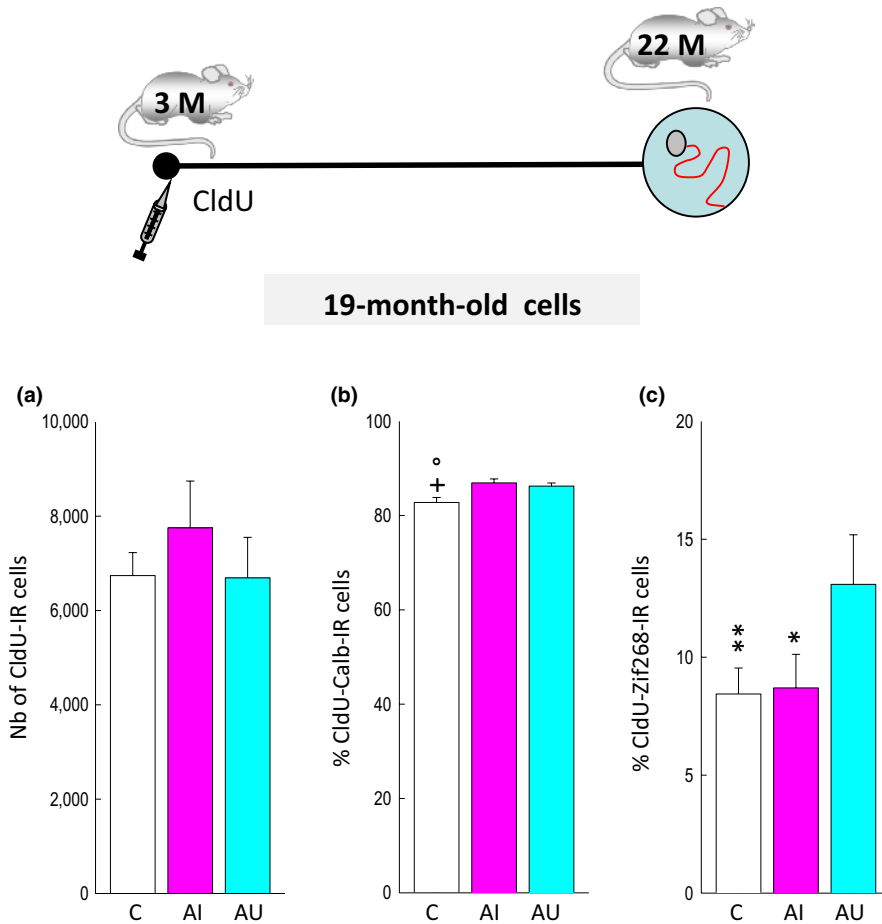 22 M
3 M
CldU
19-month-old cells
(a)
Nb of CldU-IR cells
10,000
8,000
6,000
4,000
2,000
0
C AI AU
(b)
% CldU-Calb-IR cells
100
80
60
40
20
0
°
+
C AI AU
(c)
% CldU-Zif268-IR cells
20
15
10
5
0
**
*
C AI AU